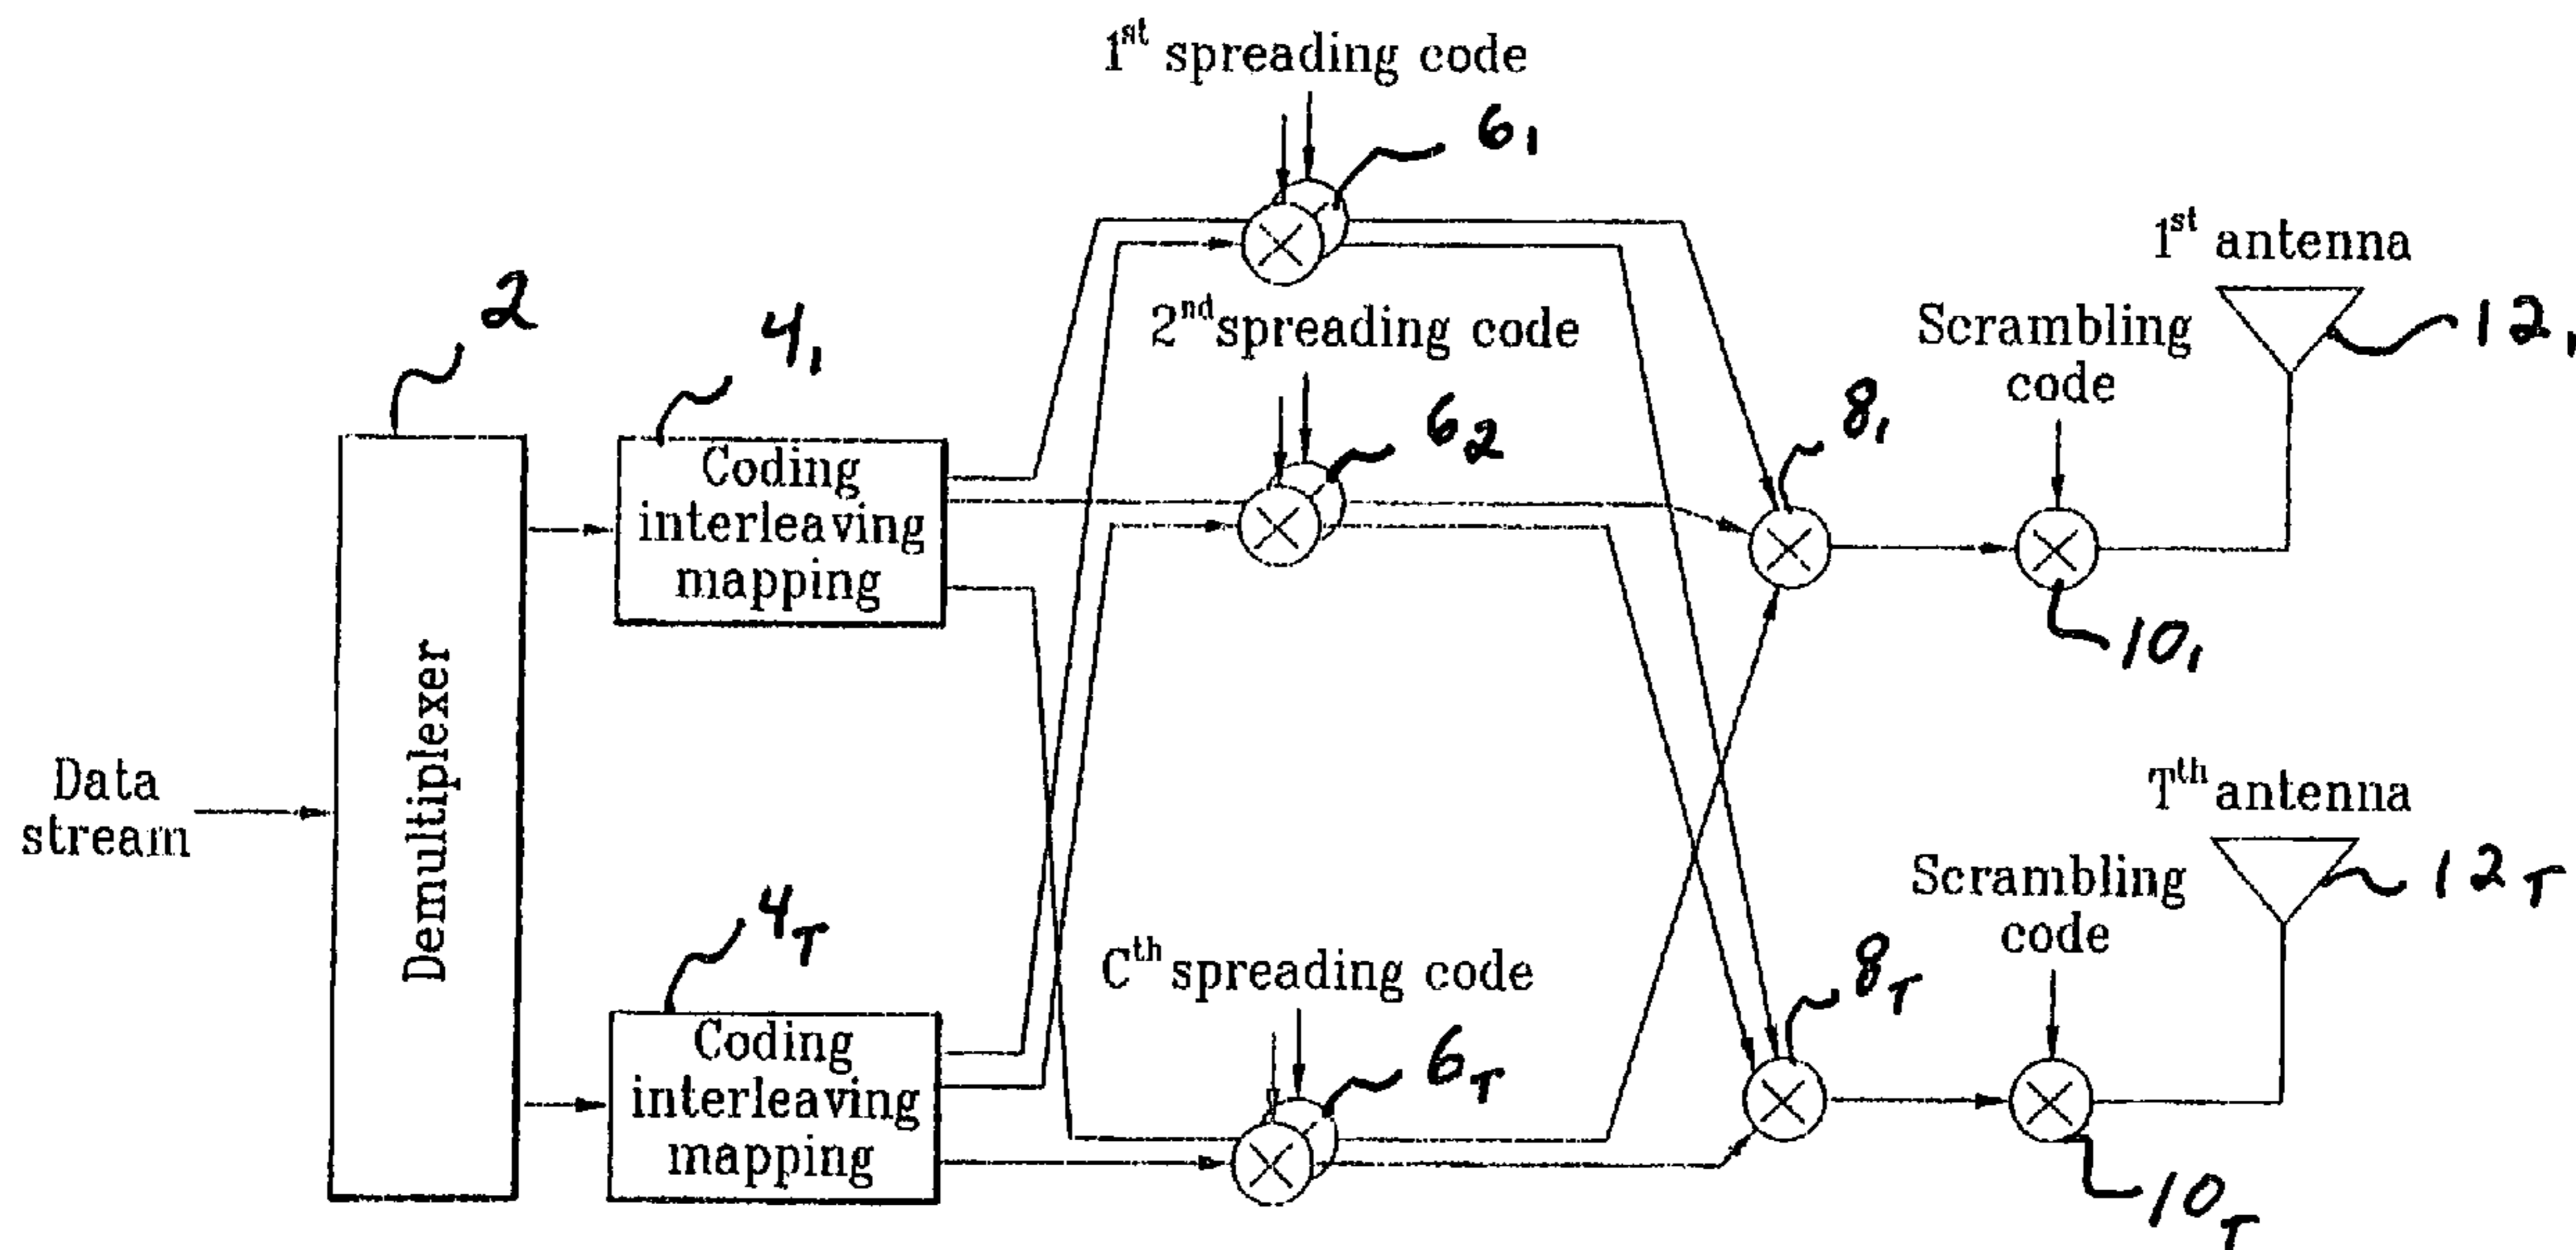 1st spreading code
6₁
1st antenna
2
4₁
2nd spreading code
Scrambling
code
12₁
8₁
6₂
Coding
interleaving
mapping
10₁
Demultiplexer
Data
stream
Tth antenna
4T
Cth spreading code
Scrambling
code
12T
8T
6T
Coding
interleaving
mapping
10T